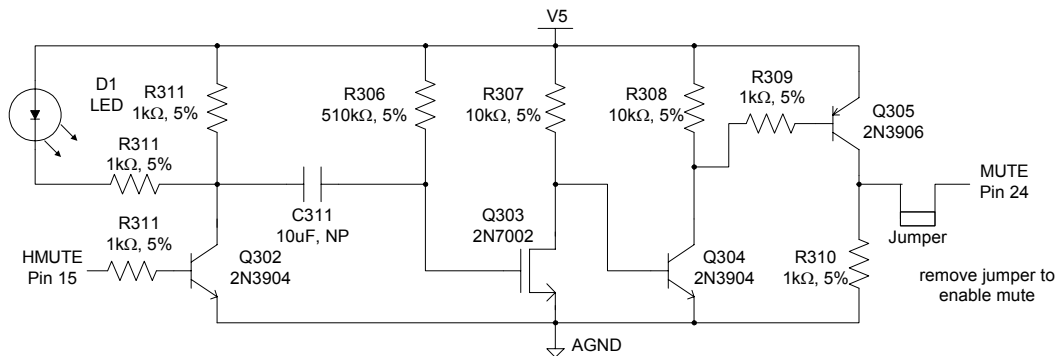 V5
D1
LED
R311
1kΩ, 5%
R306
510kΩ, 5%
R307
10kΩ, 5%
R308
10kΩ, 5%
R309
1kΩ, 5%
Q305
2N3906
R311
1kΩ, 5%
C311
10uF, NP
Q303
2N7002
MUTE
Pin 24
Jumper
R311
1kΩ, 5%
HMUTE
Pin 15
Q302
2N3904
Q304
2N3904
R310
1kΩ, 5%
remove jumper to
enable mute
AGND